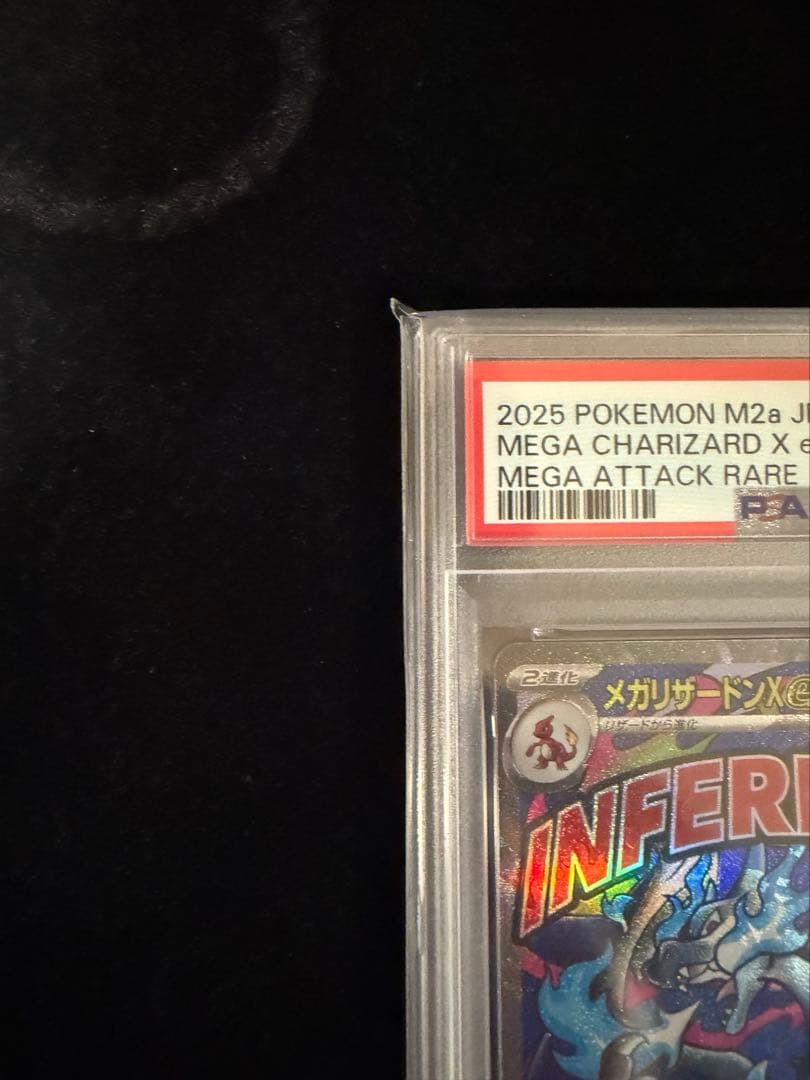 2025 POKEMON M2a J
MEGA CHARIZARD X e
MEGA ATTACK RARE
PSA
2進化
メガリザードンXe
リザードから進化
INFER